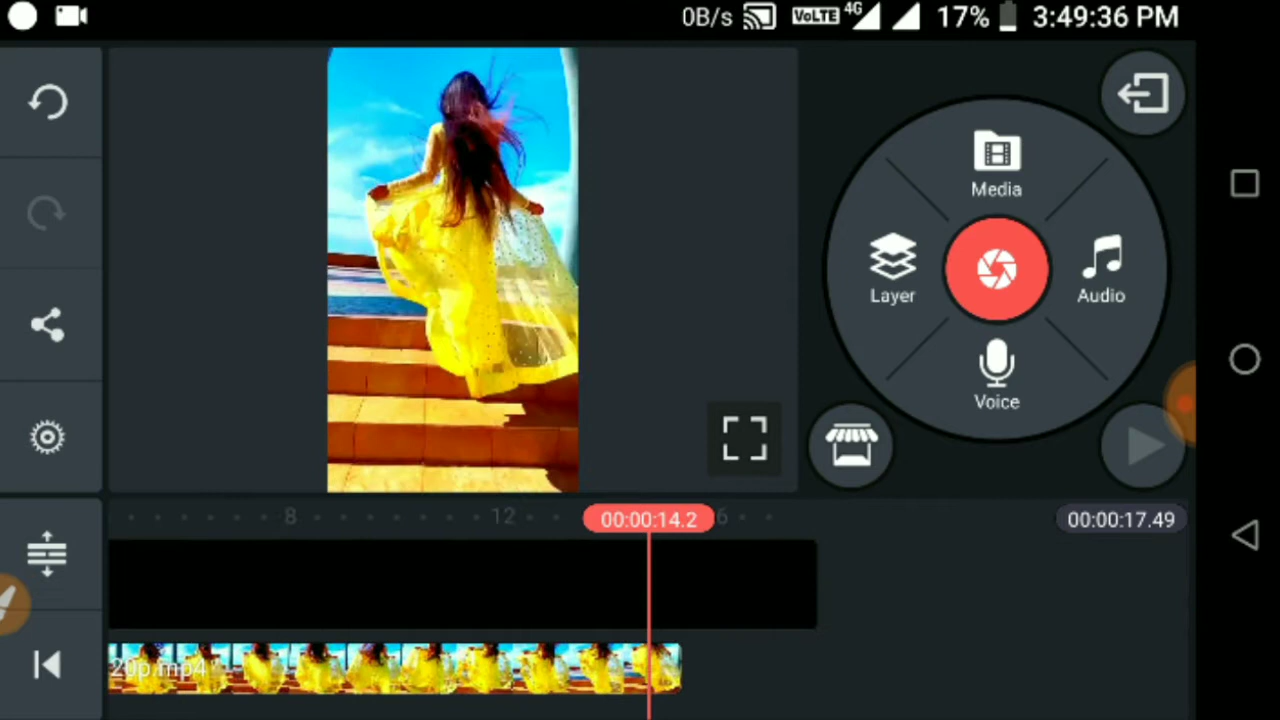 0B/s VoLTE 4G 17% 3:49:36 PM
Media
Layer
Audio
Voice
8 12 00:00:14.2 6 00:00:17.49
20p.mp4